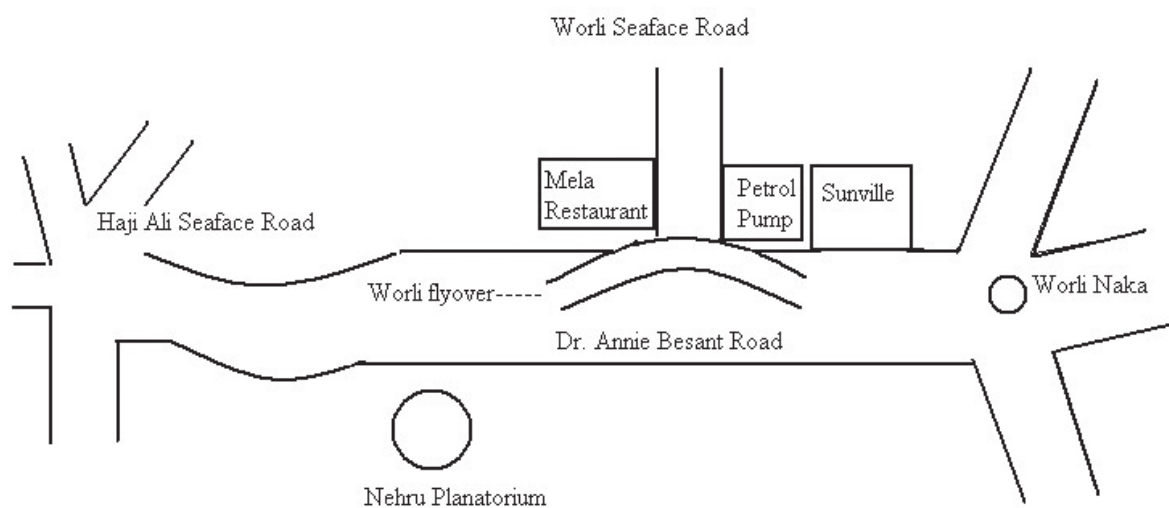 Worli Seaface Road
Mela
Restaurant
Petrol
Pump
Sunville
Haji Ali Seaface Road
Worli flyover-----
Worli Naka
Dr. Annie Besant Road
Nehru Planatorium